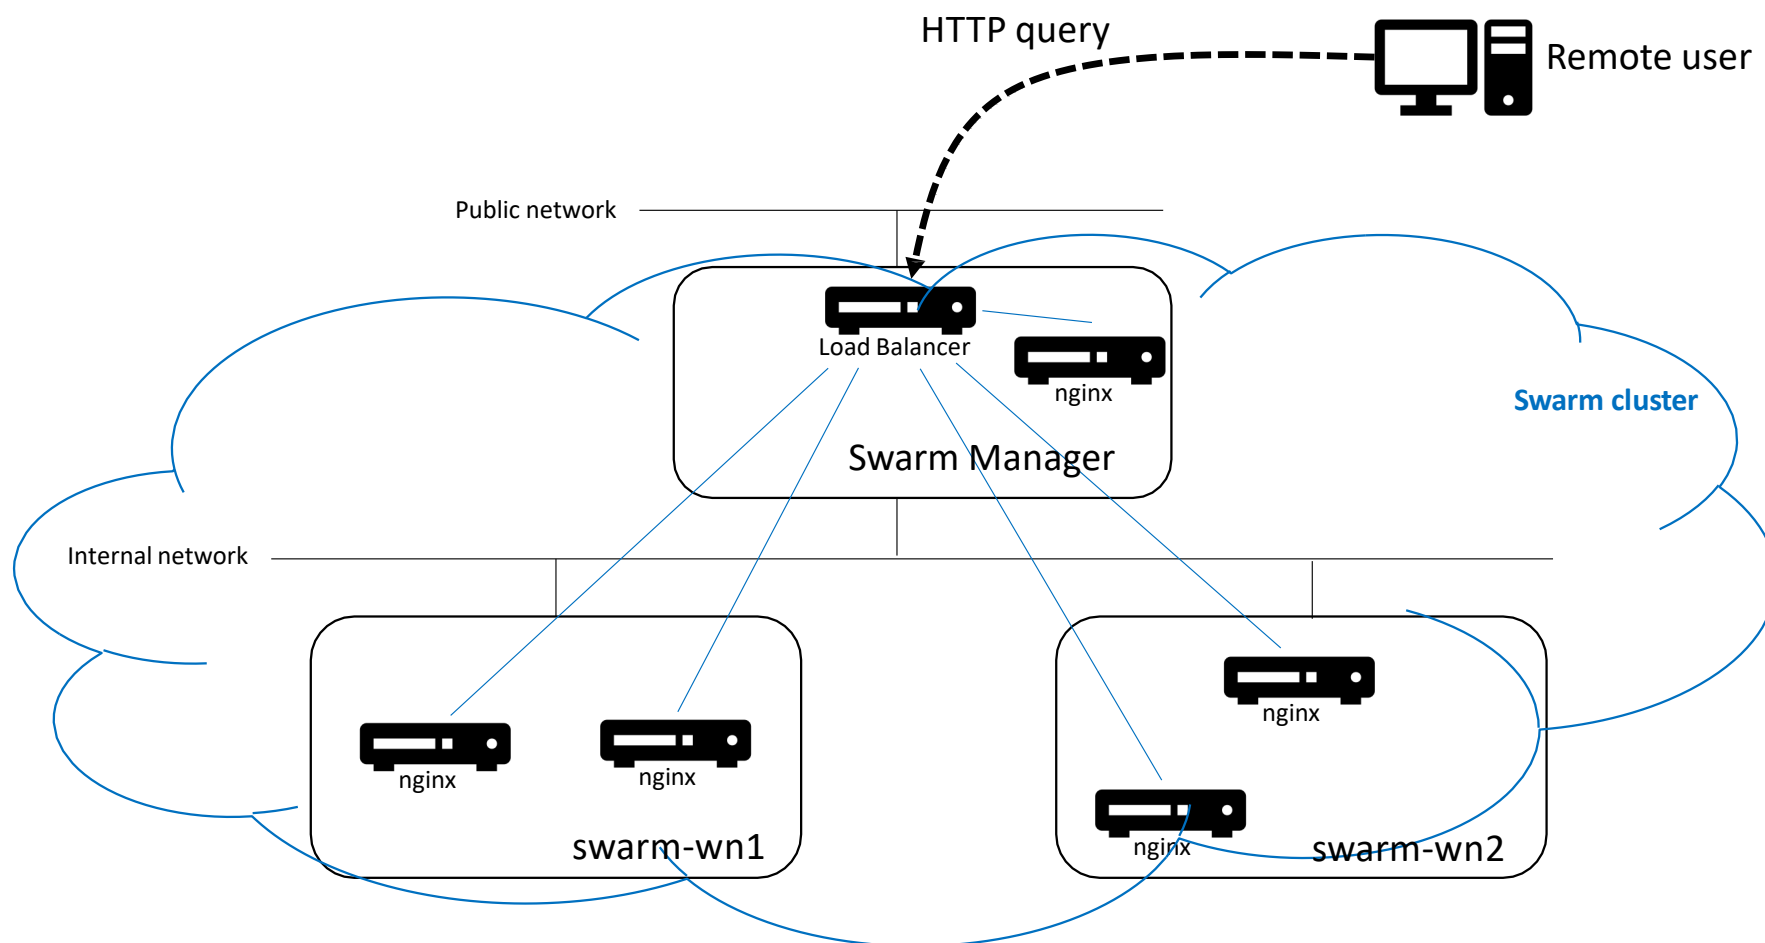 HTTP query
Remote user
Public network
Load Balancer
nginx
Swarm cluster
Swarm Manager
Internal network
nginx
nginx
swarm-wn1
nginx
nginx
swarm-wn2